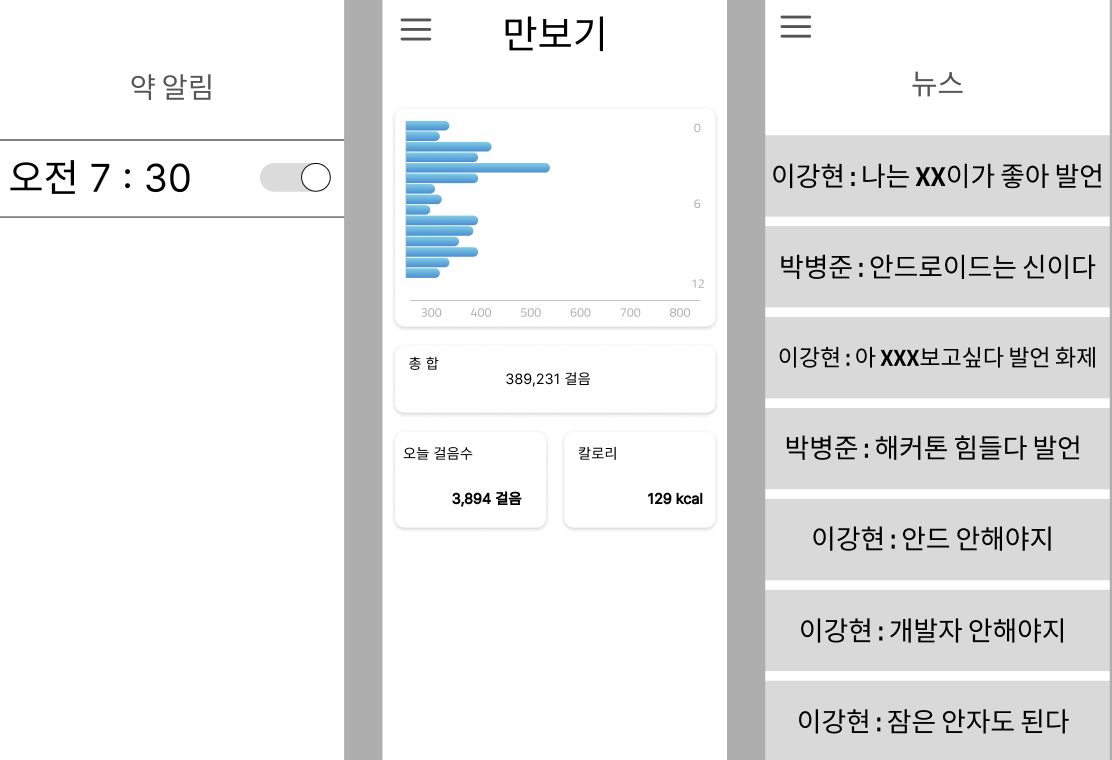 약 알림
오전 7 : 30
만보기
0
6
12
300 400 500 600 700 800
총 합
389,231 걸음
오늘 걸음수
3,894 걸음
칼로리
129 kcal
뉴스
이강현 : 나는 XX이가 좋아 발언
박병준 : 안드로이드는 신이다
이강현 : 아 XXX보고싶다 발언 화제
박병준 : 해커톤 힘들다 발언
이강현 : 안드 안해야지
이강현 : 개발자 안해야지
이강현 : 잠은 안자도 된다